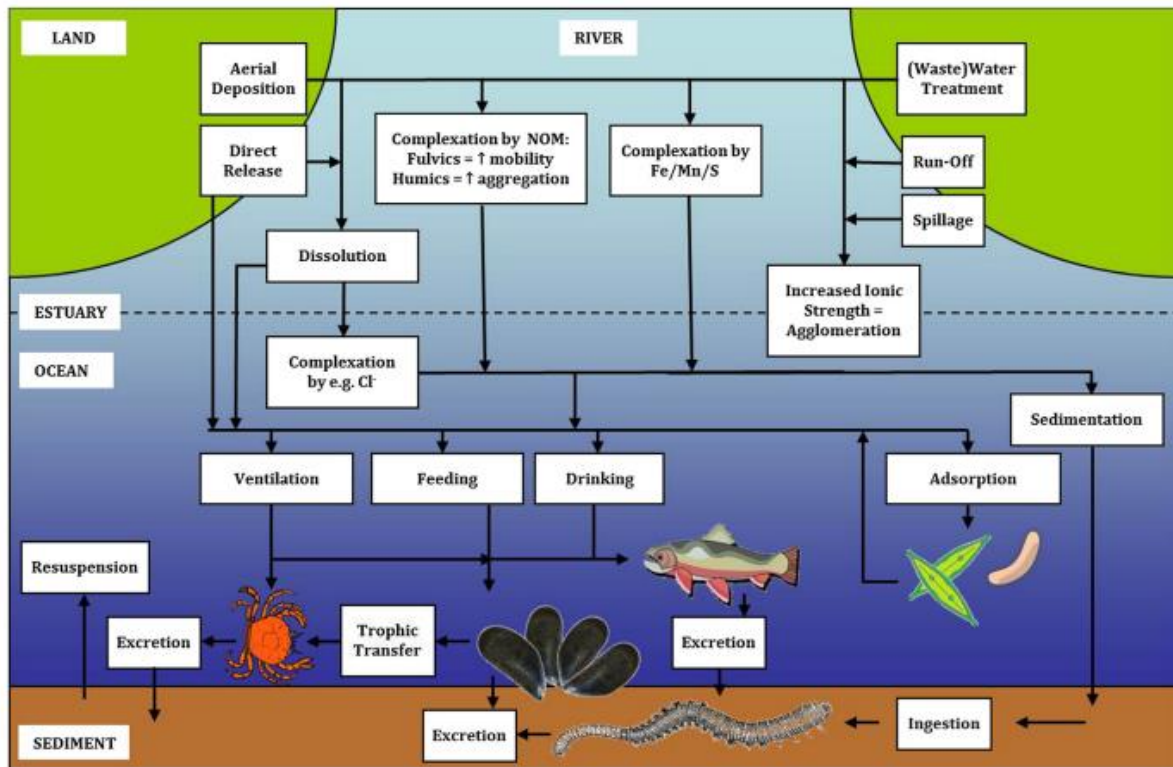 LAND
RIVER
Aerial
Deposition
(Waste)Water
Treatment
Direct
Release
Complexation by NOM:
Fulvics = ↑ mobility
Humics = ↑ aggregation
Complexation by
Fe/Mn/S
Run-Off
Spillage
Dissolution
Increased Ionic
Strength =
Agglomeration
ESTUARY
OCEAN
Complexation
by e.g. Cl-
Sedimentation
Ventilation
Feeding
Drinking
Adsorption
Resuspension
Excretion
Trophic
Transfer
Excretion
SEDIMENT
Excretion
Ingestion